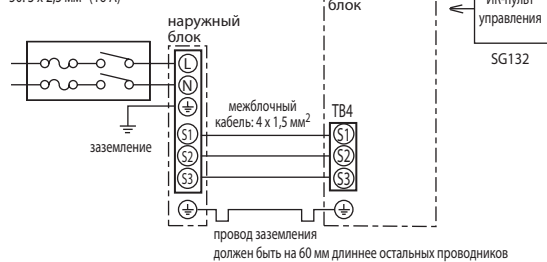 блок
ИК-пульт
управления
SG132
наружный
блок
L
N
межблочный
кабель: 4 x 1,5 мм2
TB4
заземление
S1
S1
S2
S2
S3
S3
провод заземления
должен быть на 60 мм длиннее остальных проводников